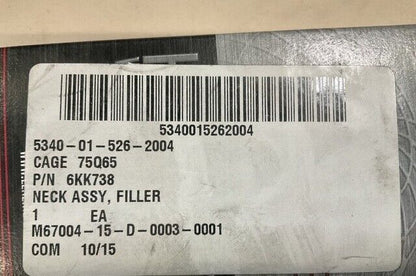 5340015262004
5340-01-526-2004
CAGE 75Q65
P/N 6KK738
NECK ASSY, FILLER
1 EA
M67004-15-D-0003-0001
COM 10/15